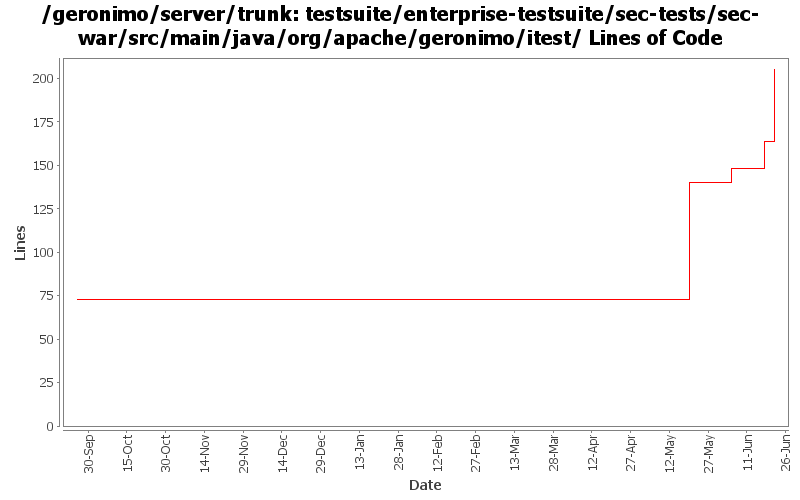 /geronimo/server/trunk: testsuite/enterprise-testsuite/sec-tests/sec-
war/src/main/java/org/apache/geronimo/itest/ Lines of Code
Lines
200
175
150
125
100
75
50
25
0
30-Sep
15-Oct
30-Oct
14-Nov
29-Nov
14-Dec
29-Dec
13-Jan
28-Jan
12-Feb
27-Feb
13-Mar
28-Mar
12-Apr
27-Apr
12-May
27-May
11-Jun
26-Jun
Date